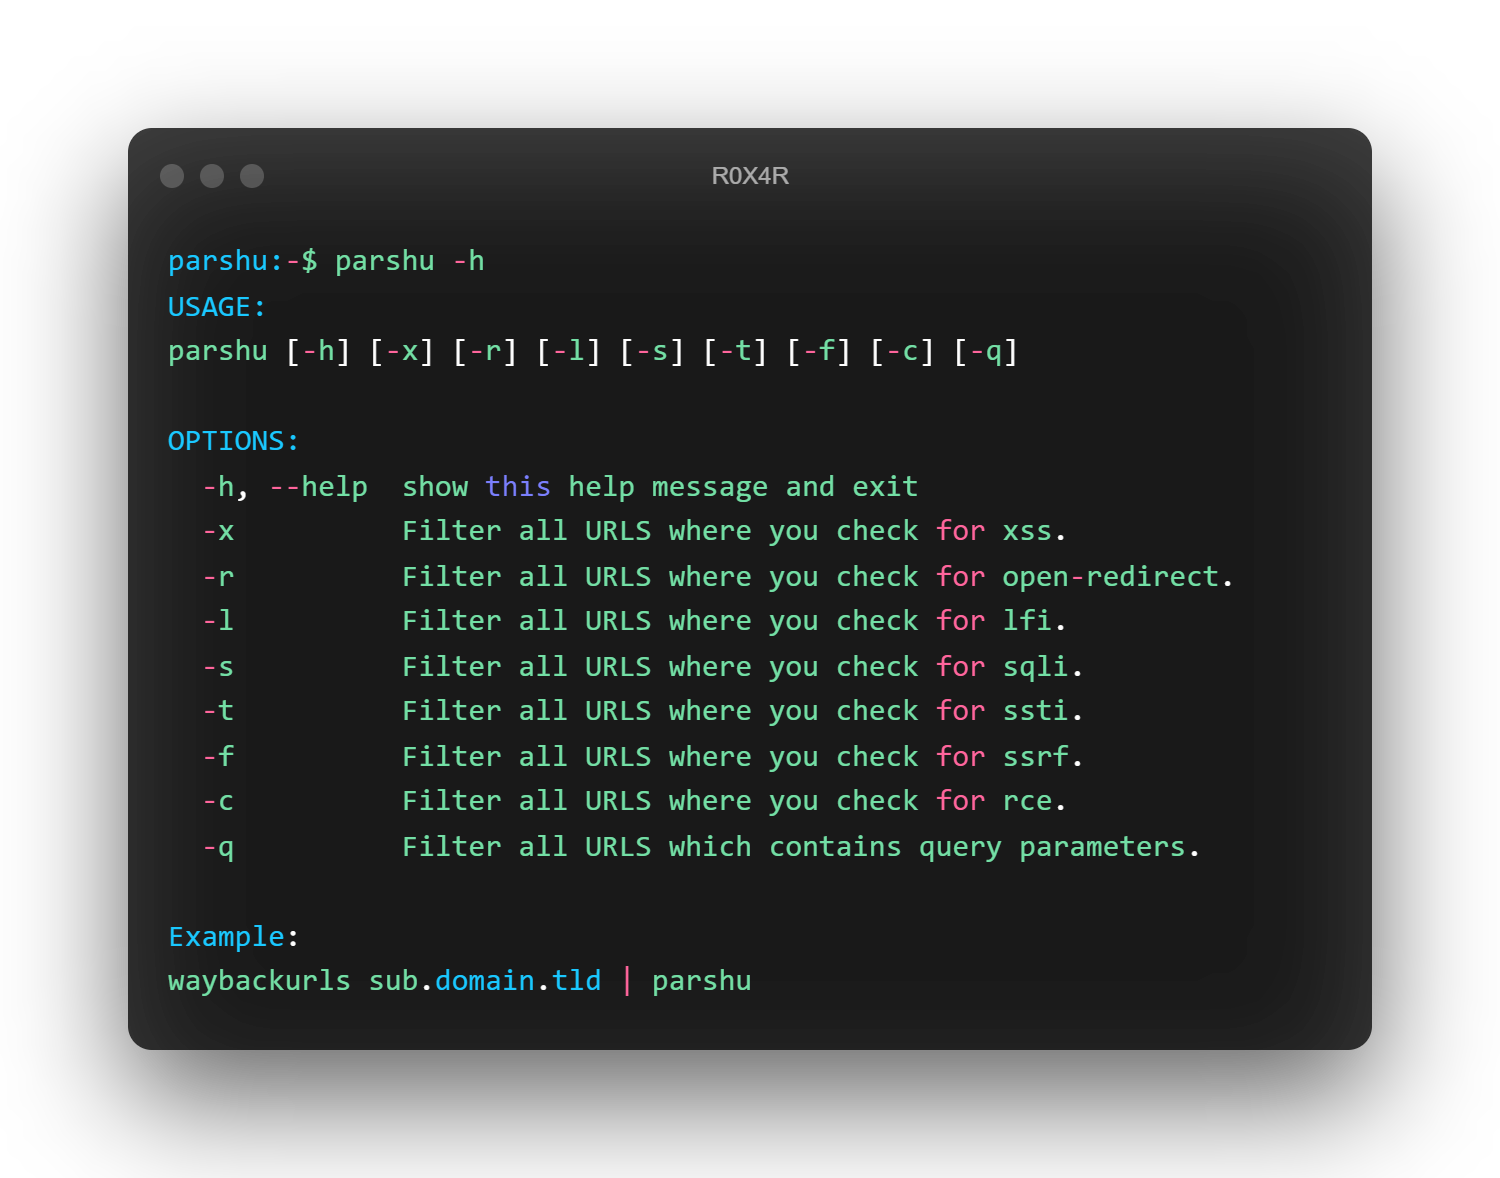 R0X4R
parshu:-$ parshu -h
USAGE:
parshu [-h] [-x] [-r] [-l] [-s] [-t] [-f] [-c] [-q]
OPTIONS:
-h, --help  show this help message and exit
-x          Filter all URLS where you check for xss.
-r          Filter all URLS where you check for open-redirect.
-l          Filter all URLS where you check for lfi.
-s          Filter all URLS where you check for sqli.
-t          Filter all URLS where you check for ssti.
-f          Filter all URLS where you check for ssrf.
-c          Filter all URLS where you check for rce.
-q          Filter all URLS which contains query parameters.
Example:
waybackurls sub.domain.tld | parshu